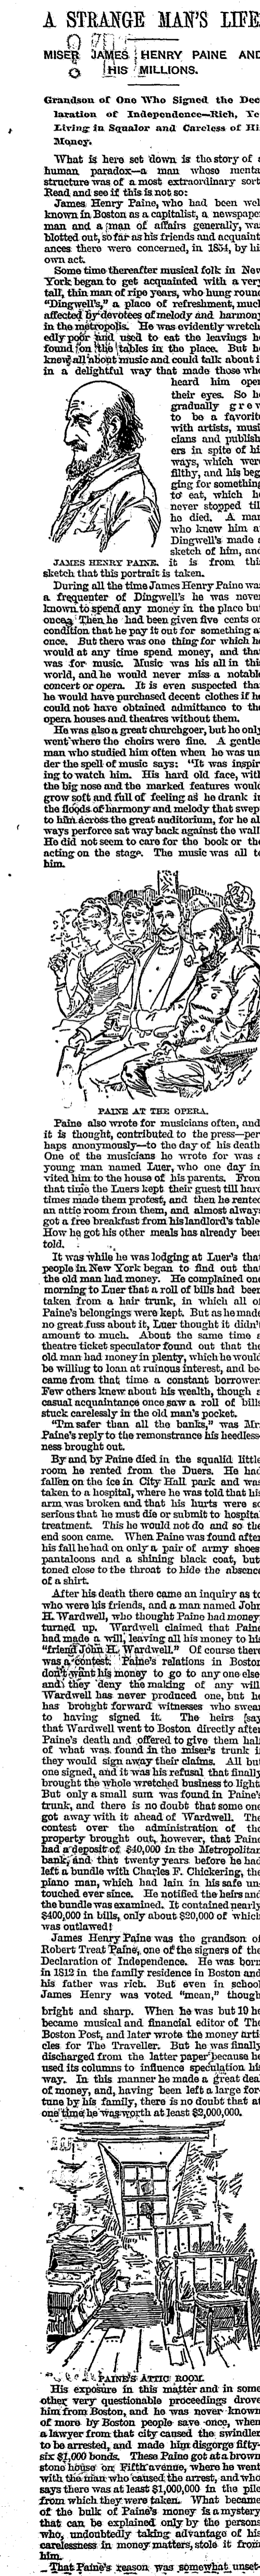 A STRANGE MAN'S LIFE
MISER JAMES HENRY PAINE AND
HIS MILLIONS.
Grandson of One Who Signed the Dec
laration of Independence—Rich, Ye
Living in Squalor and Careless of Hi
Money.
What is here set down is the story of a
human paradox—a man whose menta
structure was of a most extraordinary sort
Read and see if this is not so:
James Henry Paine, who had been wel
known in Boston as a capitalist, a newspape
man and a man of affairs generally, wa
blotted out, so far as his friends and acquaint
ances there were concerned, in 1854, by hi
own act.
Some time thereafter musical folk in New
York began to get acquainted with a very
tall, thin man of ripe years, who hung round
"Dingwell's," a place of refreshment, much
affected by devotees of melody and harmony
in the metropolis. He was evidently wretch
edly poor and used to eat the leavings he
found on the tables in the place. But he
knew all about music and could talk about i
in a delightful way that made those who
heard him open
their eyes. So he
gradually grew
to be a favorite
with artists, musi
cians and publish
ers in spite of hi
ways, which wer
filthy, and his beg
ging for something
to eat, which he
never stopped til
he died. A man
who knew him a
Dingwell's made a
sketch of him, and
JAMES HENRY PAINE. it is from this
sketch that this portrait is taken.
During all the time James Henry Paine was
a frequenter of Dingwell's he was never
known to spend any money in the place but
once. Then he had been given five cents on
condition that he pay it out for something a
once. But there was one thing for which he
would at any time spend money, and that
was for music. Music was his all in this
world, and he would never miss a notable
concert or opera. It is even suspected tha
he would have purchased decent clothes if he
could not have obtained admittance to the
opera houses and theatres without them.
He was also a great churchgoer, but he only
went where the choirs were fine. A gentle
man who studied him often when he was un
der the spell of music says: "It was inspir
ing to watch him. His hard old face, with
the big nose and the marked features would
grow soft and full of feeling as he drank in
the floods of harmony and melody that swep
to him across the great auditorium, for he al
ways perforce sat way back against the wall
He did not seem to care for the book or the
acting on the stage. The music was all to
him.
PAINE AT THE OPERA.
Paine also wrote for musicians often, and
it is thought, contributed to the press—per
haps anonymously—to the day of his death
One of the musicians he wrote for was a
young man named Luer, who one day in
vited him to the house of his parents. From
that time the Luers kept their guest till hard
times made them protest, and then he rented
an attic room from them, and almost always
got a free breakfast from his landlord's table
How he got his other meals has already been
told.
It was while he was lodging at Luer's tha
people in New York began to find out tha
the old man had money. He complained on
morning to Luer that a roll of bills had been
taken from a hair trunk, in which all of
Paine's belongings were kept. But as he made
no great fuss about it, Luer thought it didn't
amount to much. About the same time a
theatre ticket speculator found out that the
old man had money in plenty, which he would
be willing to loan at ruinous interest, and be
came from that time a constant borrower
Few others knew about his wealth, though a
casual acquaintance once saw a roll of bills
stuck carelessly in the old man's pocket.
"I'm safer than all the banks," was Mr.
Paine's reply to the remonstrance his heedless
ness brought out.
By and by Paine died in the squalid little
room he rented from the Duers. He had
fallen on the ice in City Hall park and was
taken to a hospital, where he was told that his
arm was broken and that his hurts were so
serious that he must die or submit to hospital
treatment. This he would not do and so the
end soon came. When Paine was found after
his fall he had on only a pair of army shoes
pantaloons and a shining black coat, but
toned close to the throat to hide the absence
of a shirt.
After his death there came an inquiry as to
who were his friends, and a man named John
H. Wardwell, who thought Paine had money
turned up. Wardwell claimed that Paine
had made a will, leaving all his money to his
"friend John H. Wardwell." Of course there
was a contest. Paine's relations in Boston
don't want his money to go to any one else
and they deny the making of any will
Wardwell has never produced one, but he
has brought forward witnesses who swear
to having signed it. The heirs say
that Wardwell went to Boston directly after
Paine's death and offered to give them half
of what was found in the miser's trunk if
they would sign away their claims. All but
one signed, and it was his refusal that finally
brought the whole wretched business to light
But only a small sum was found in Paine's
trunk, and there is no doubt that some one
got away with it ahead of Wardwell. The
contest over the administration of the
property brought out, however, that Paine
had a deposit of $40,000 in the Metropolitan
bank, and that twenty years before he had
left a bundle with Charles F. Chickering, the
piano man, which had lain in his safe un
touched ever since. He notified the heirs and
the bundle was examined. It contained nearly
$400,000 in bills, only about $20,000 of which
was outlawed!
James Henry Paine was the grandson of
Robert Treat Paine, one of the signers of the
Declaration of Independence. He was born
in 1812 in the family residence in Boston and
his father was rich. But even in school
James Henry was voted "mean," though
bright and sharp. When he was but 19 he
became musical and financial editor of The
Boston Post, and later wrote the money arti
cles for The Traveller. But he was finally
discharged from the latter paper because he
used its columns to influence speculation his
way. In this manner he made a great deal
of money, and, having been left a large for
tune by his family, there is no doubt that at
one time he was worth at least $2,000,000.
PAINE'S ATTIC ROOM.
His exposure in this matter and in some
other very questionable proceedings drove
him from Boston, and he was never known
of more by Boston people save once, when
a lawyer from that city caused the swindler
to be arrested, and made him disgorge fifty-
six $1,000 bonds. These Paine got at a brown
stone house on Fifth avenue, where he went
with the man who caused the arrest, and who
says there was at least $1,000,000 in the pile
from which they were taken. What became
of the bulk of Paine's money is a mystery
that can be explained only by the persons
who, undoubtedly taking advantage of his
carelessness in money matters, stole it from
him.
That Paine's reason was somewhat unset-